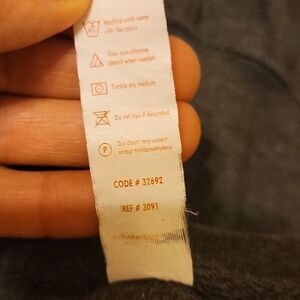 Machine wash warm
with like colors
Only non-chlorine
bleach when needed
Tumble dry medium
Do not iron if decorated
Dry clean: any solvent
except trichloroethylene
P
CODE # 32692
REF # 3091